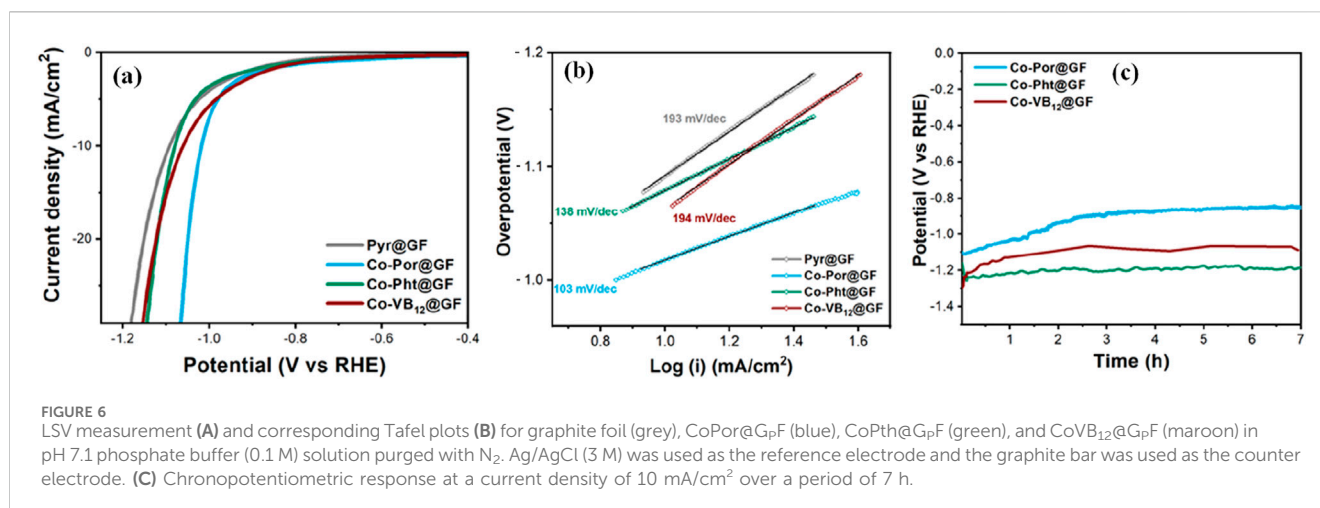 (a)
Current density (mA/cm²)
0
-10
-20
-1.2 -1.0 -0.8 -0.6 -0.4
Potential (V vs RHE)
Pyr@GF
Co-Por@GF
Co-Pht@GF
Co-VB₁₂@GF
(b)
Overpotential (V)
- 1.2
- 1.1
- 1.0
193 mV/dec
138 mV/dec
194 mV/dec
103 mV/dec
Pyr@GF
Co-Por@GF
Co-Pht@GF
Co-VB₁₂@GF
0.8 1.0 1.2 1.4 1.6
Log (i) (mA/cm²)
Co-Por@GF
Co-Pht@GF
Co-VB₁₂@GF
(c)
Potential (V vs RHE)
0.0
-0.2
-0.4
-0.6
-0.8
-1.0
-1.2
-1.4
1 2 3 4 5 6 7
Time (h)
FIGURE 6
LSV measurement (A) and corresponding Tafel plots (B) for graphite foil (grey), CoPor@GₚF (blue), CoPth@GₚF (green), and CoVB₁₂@GₚF (maroon) in
pH 7.1 phosphate buffer (0.1 M) solution purged with N₂. Ag/AgCl (3 M) was used as the reference electrode and the graphite bar was used as the counter
electrode. (C) Chronopotentiometric response at a current density of 10 mA/cm² over a period of 7 h.